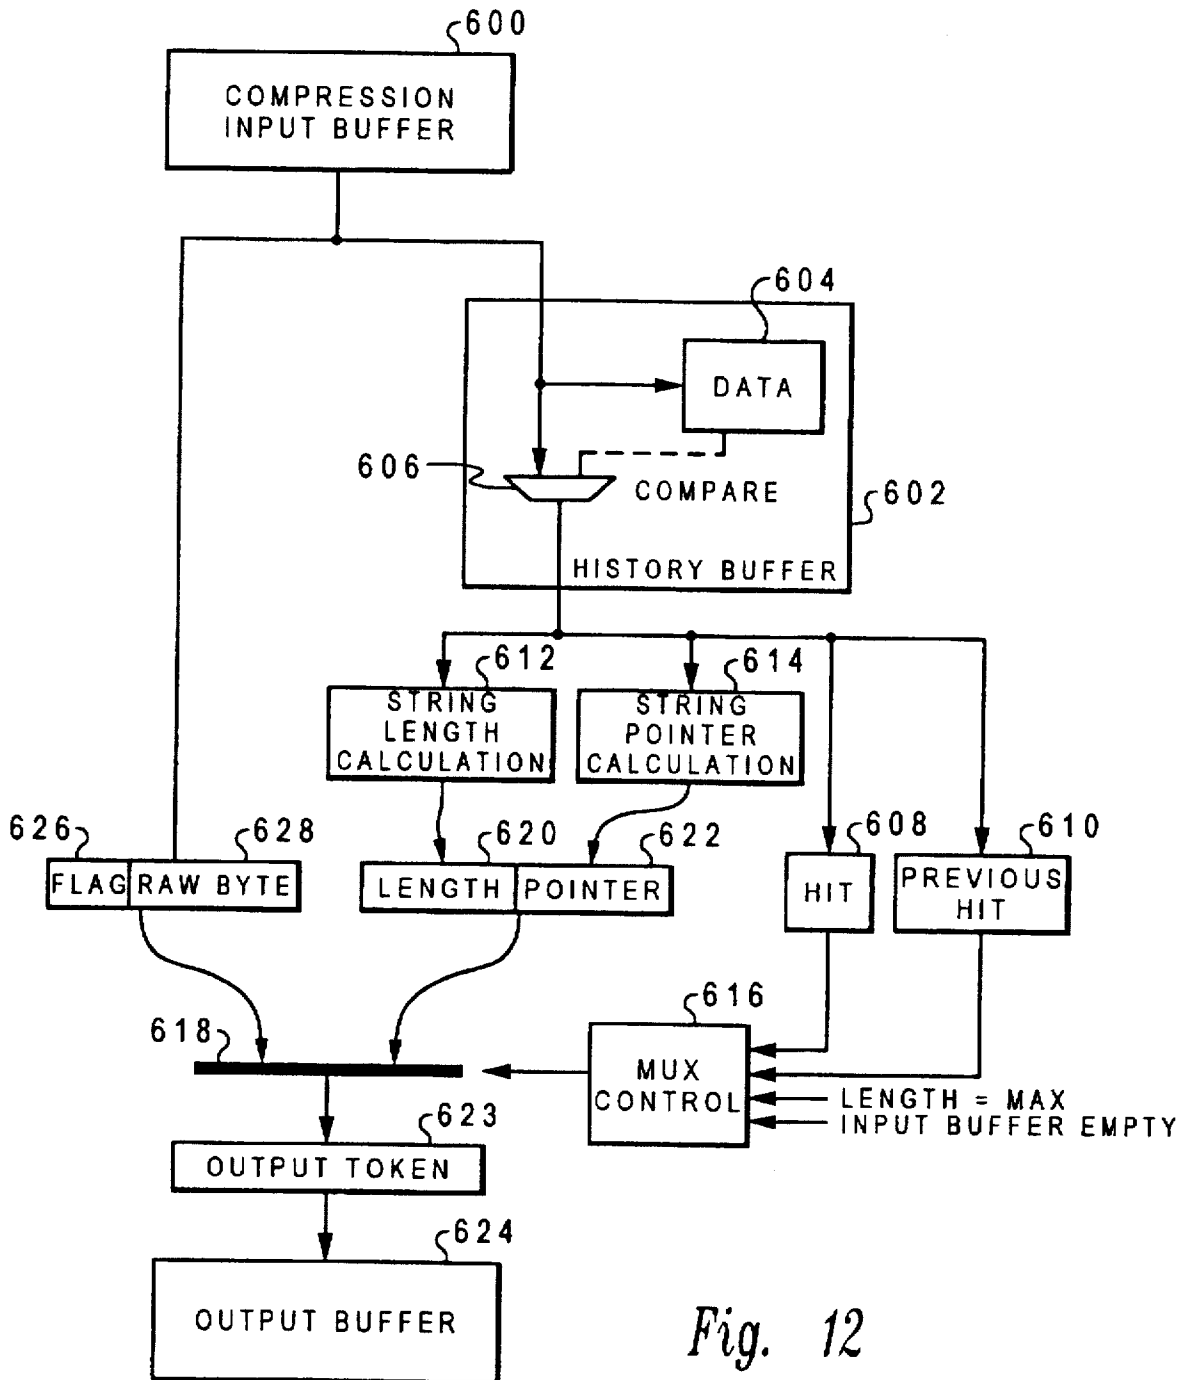 600
COMPRESSION
INPUT BUFFER
604
DATA
606
COMPARE
602
HISTORY BUFFER
612
614
STRING
LENGTH
CALCULATION
STRING
POINTER
CALCULATION
626
628
620
622
608
610
FLAG
RAW BYTE
LENGTH
POINTER
HIT
PREVIOUS
HIT
616
618
MUX
CONTROL
LENGTH = MAX
INPUT BUFFER EMPTY
623
OUTPUT TOKEN
624
OUTPUT BUFFER
Fig. 12